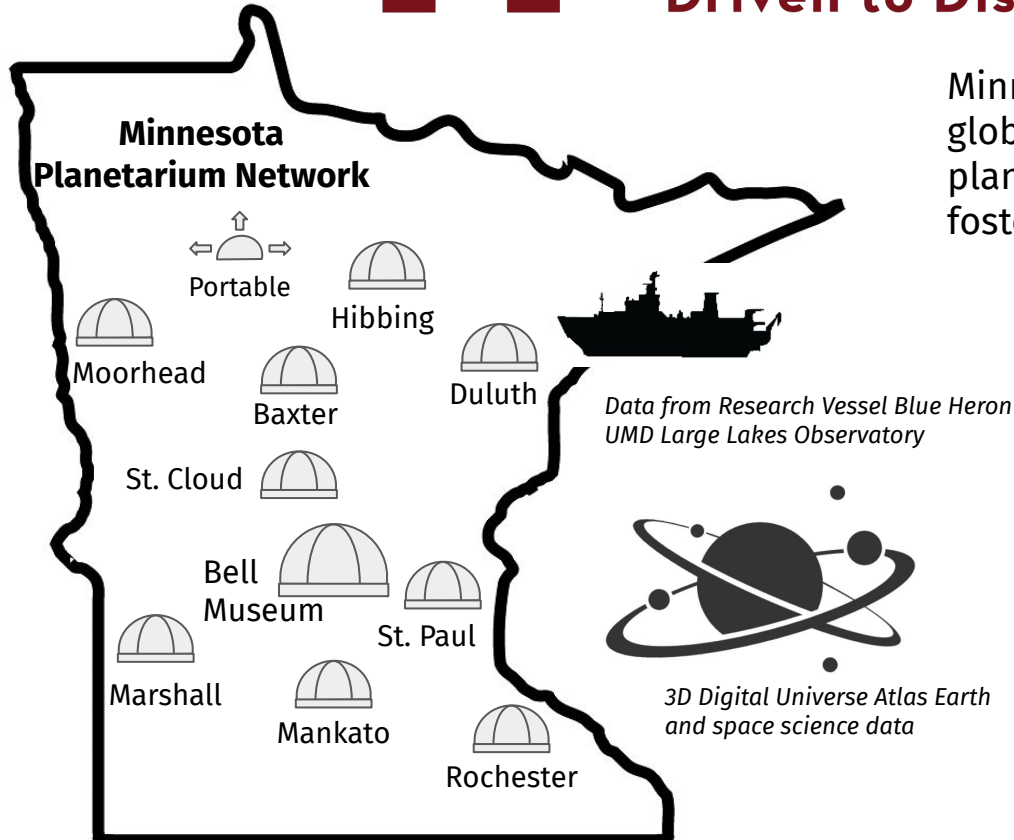 Driven to Dis
Minn
glob
plan
foste
Minnesota
Planetarium Network
Portable
Hibbing
Moorhead
Duluth
Baxter
Data from Research Vessel Blue Heron
UMD Large Lakes Observatory
St. Cloud
Bell
Museum
St. Paul
Marshall
3D Digital Universe Atlas Earth
and space science data
Mankato
Rochester